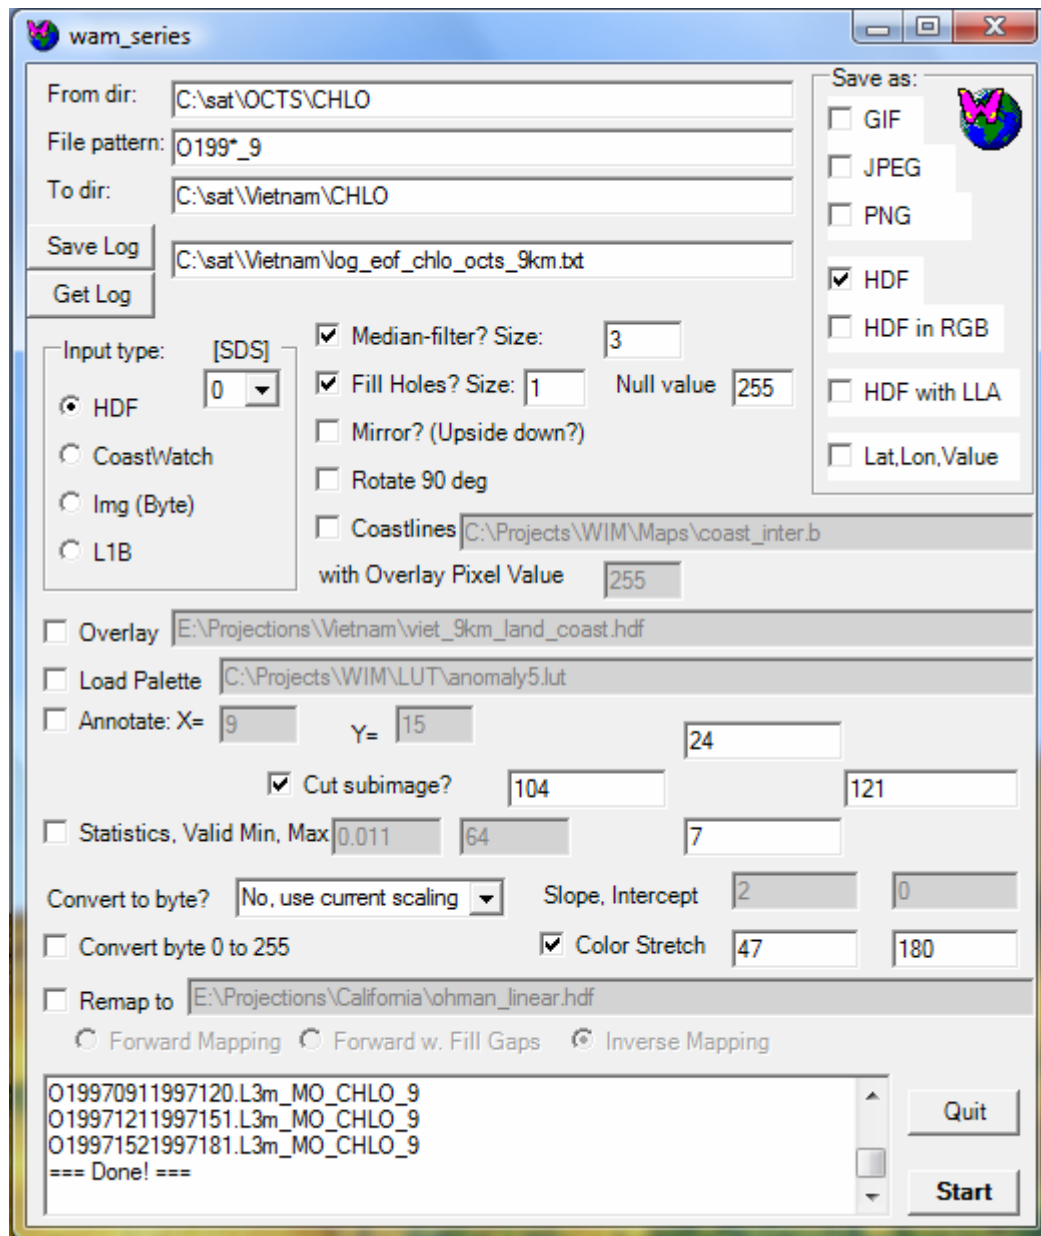 wam_series
From dir: C:\sat\OCTS\CHLO
Save as:
GIF
File pattern: O199*_9
JPEG
To dir: C:\sat\Vietnam\CHLO
PNG
Save Log
C:\sat\Vietnam\log_eof_chlo_octs_9km.txt
Get Log
HDF
HDF in RGB
HDF with LLA
Lat,Lon,Value
Input type: [SDS]
0
HDF
CoastWatch
Img (Byte)
L1B
Median-filter? Size: 3
Fill Holes? Size: 1 Null value 255
Mirror? (Upside down?)
Rotate 90 deg
Coastlines C:\Projects\WIM\Maps\coast_inter.b
with Overlay Pixel Value 255
Overlay E:\Projections\Vietnam\viet_9km_land_coast.hdf
Load Palette C:\Projects\WIM\LUT\anomaly5.lut
Annotate: X= 9 Y= 15
24
Cut subimage? 104 121
Statistics, Valid Min, Max 0.011 64 7
Convert to byte? No, use current scaling Slope, Intercept 2 0
Convert byte 0 to 255 Color Stretch 47 180
Remap to E:\Projections\California\ohman_linear.hdf
Forward Mapping Forward w. Fill Gaps Inverse Mapping
O19970911997120.L3m_MO_CHLO_9
O19971211997151.L3m_MO_CHLO_9
O19971521997181.L3m_MO_CHLO_9
=== Done! ===
Quit
Start